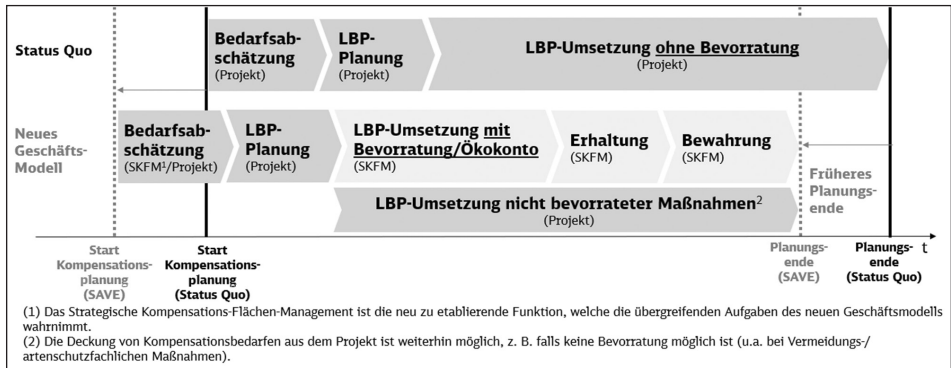 Status Quo
Bedarfsab-
schätzung
(Projekt)
LBP-
Planung
(Projekt)
LBP-Umsetzung ohne Bevorratung
(Projekt)
Neues
Geschäfts-
Modell
Bedarfsab-
schätzung
(SKFM¹/Projekt)
LBP-
Planung
(Projekt)
LBP-Umsetzung mit
Bevorratung/Ökokonto
(SKFM)
Erhaltung
(SKFM)
Bewahrung
(SKFM)
LBP-Umsetzung nicht bevorrateter Maßnahmen²
(Projekt)
Früheres
Planungs-
ende
Start
Kompensations-
planung
(SAVE)
Start
Kompensations-
planung
(Status Quo)
Planungs-
ende
(SAVE)
Planungs-
ende
(Status Quo)
t
(1) Das Strategische Kompensations-Flächen-Management ist die neu zu etablierende Funktion, welche die übergreifenden Aufgaben des neuen Geschäftsmodells
wahrnimmt.
(2) Die Deckung von Kompensationsbedarfen aus dem Projekt ist weiterhin möglich, z. B. falls keine Bevorratung möglich ist (u.a. bei Vermeidungs-/
artenschutzfachlichen Maßnahmen).